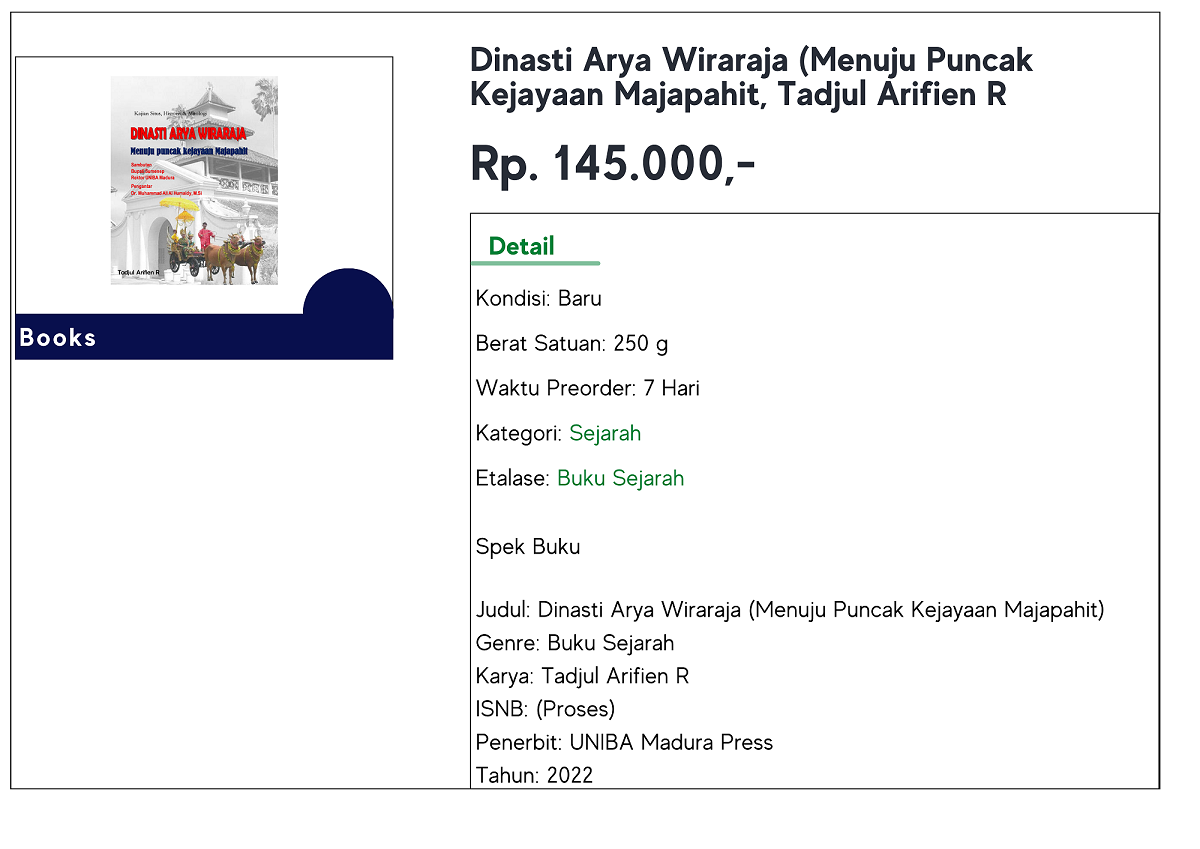 Kajian Situs, Histori & Mitologi
DINASTI ARYA WIRARAJA
Menuju puncak Kejayaan Majapahit
Sambutan
Bupati Sumenep
Rektor UNIBA Madura
Pengantar
Dr. Muhammad Ali Al Humaidy, M.Si
Tadjul Arifien R
Books
Dinasti Arya Wiraraja (Menuju Puncak
Kejayaan Majapahit, Tadjul Arifien R
Rp. 145.000,-
Detail
Kondisi: Baru
Berat Satuan: 250 g
Waktu Preorder: 7 Hari
Kategori: Sejarah
Etalase: Buku Sejarah
Spek Buku
Judul: Dinasti Arya Wiraraja (Menuju Puncak Kejayaan Majapahit)
Genre: Buku Sejarah
Karya: Tadjul Arifien R
ISNB: (Proses)
Penerbit: UNIBA Madura Press
Tahun: 2022